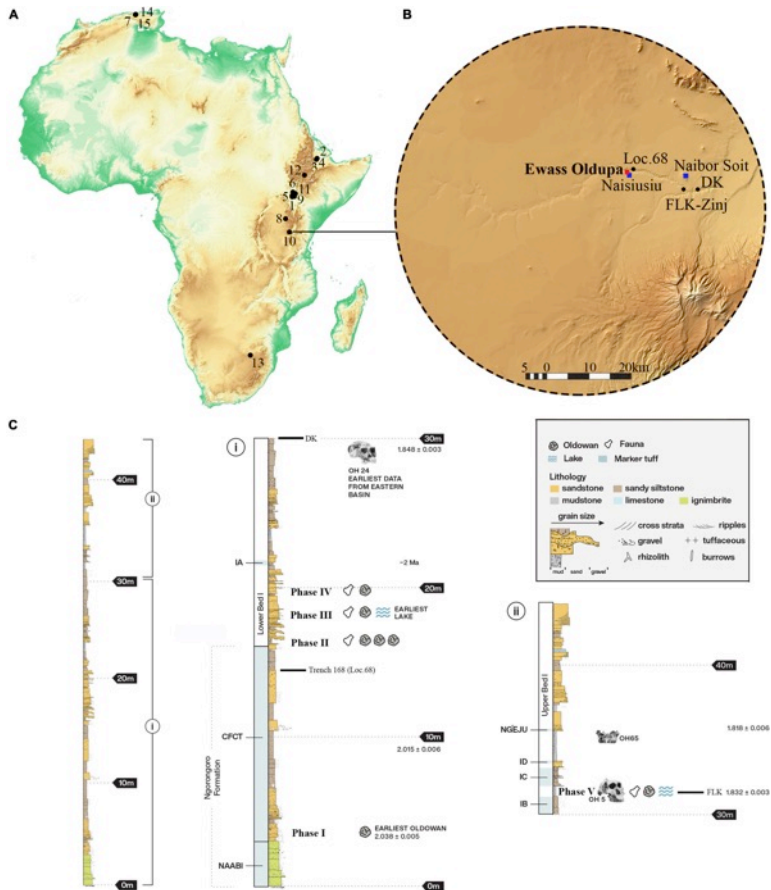 A
14
7 15
2
3 4
12
6 11
5 9
1
8
10
13
B
Ewass Oldupa
Loc.68
Naisiusiu
Naibor Soit
DK
FLK-Zinj
5 0 10 20km
C
40m
30m
20m
10m
0m
ii
i
i
DK
30m
1.848 ± 0.003
OH 24
EARLIEST DATA
FROM EASTERN
BASIN
IA
~2 Ma
20m
Phase IV
Phase III
EARLIEST
LAKE
Phase II
Lower Bed I
Trench 168 (Loc.68)
CFCT
10m
2.015 ± 0.006
Ngorongoro
Formation
Phase I
EARLIEST OLDOWAN
2.038 ± 0.005
NAABI
0m
Oldowan Fauna
Lake Marker tuff
Lithology
sandstone sandy siltstone
mudstone limestone ignimbrite
grain size
cross strata ripples
gravel tuffaceous
rhizolith burrows
mud sand gravel
ii
Upper Bed I
40m
NGEJU
OH65
1.818 ± 0.006
ID
IC
Phase V
OH 5
FLK 1.832 ± 0.003
IB
30m